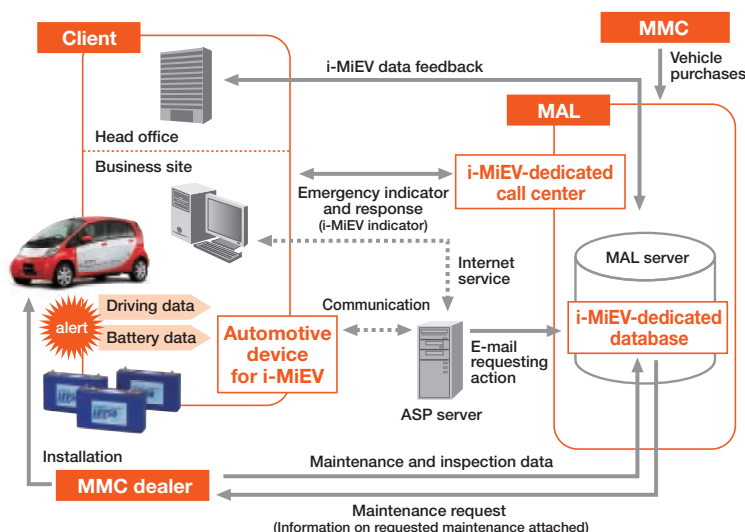 Client
MMC
Vehicle
purchases
i-MiEV data feedback
MAL
Head office
Business site
i-MiEV-dedicated
call center
Emergency indicator
and response
(i-MiEV indicator)
MAL server
Internet
service
Driving data
Communication
alert
Battery data
Automotive
device
for i-MiEV
i-MiEV-dedicated
database
E-mail
requesting
action
ASP server
Installation
MMC dealer
Maintenance and inspection data
Maintenance request
(Information on requested maintenance attached)